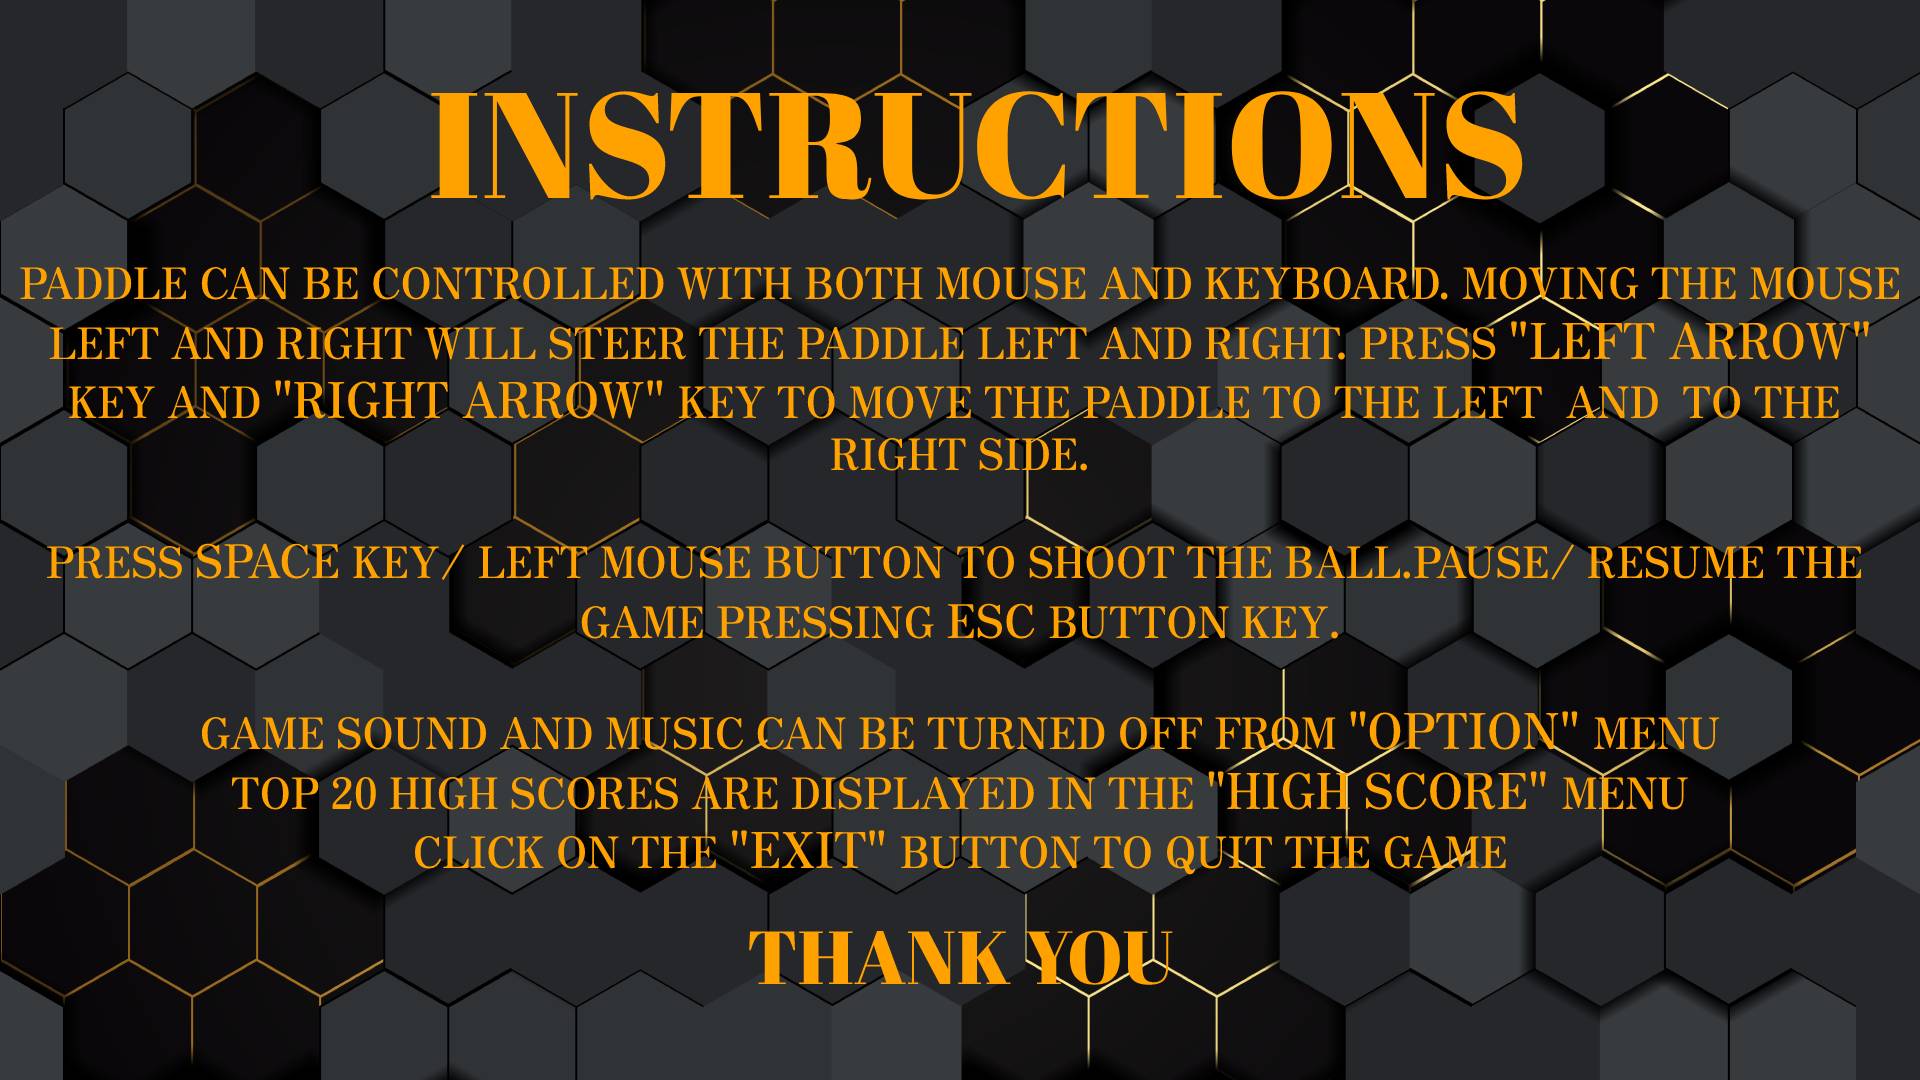 INSTRUCTIONS
PADDLE CAN BE CONTROLLED WITH BOTH MOUSE AND KEYBOARD. MOVING THE MOUSE
LEFT AND RIGHT WILL STEER THE PADDLE LEFT AND RIGHT. PRESS "LEFT ARROW"
KEY AND "RIGHT ARROW" KEY TO MOVE THE PADDLE TO THE LEFT  AND  TO THE
RIGHT SIDE.
PRESS SPACE KEY/ LEFT MOUSE BUTTON TO SHOOT THE BALL.PAUSE/ RESUME THE
GAME PRESSING ESC BUTTON KEY.
GAME SOUND AND MUSIC CAN BE TURNED OFF FROM "OPTION" MENU
TOP 20 HIGH SCORES ARE DISPLAYED IN THE "HIGH SCORE" MENU
CLICK ON THE "EXIT" BUTTON TO QUIT THE GAME
THANK YOU